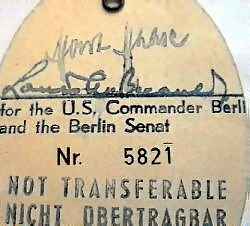 for the U.S. Commander Berli
and the Berlin Senat
Nr. 5821
NOT TRANSFERABLE
NICHT ÜBERTRAGBAR